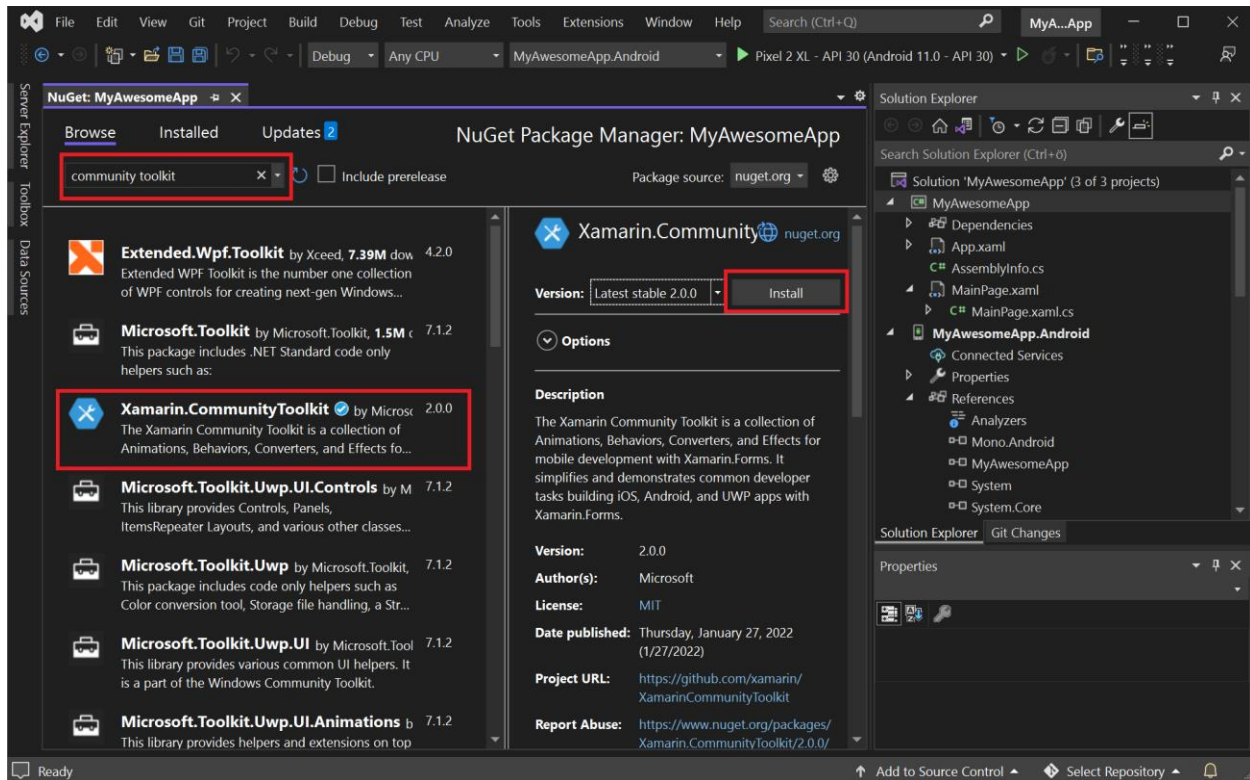 File Edit View Git Project Build Debug Test Analyze Tools Extensions Window Help Search (Ctrl+Q) MyA...App
Debug Any CPU MyAwesomeApp.Android Pixel 2 XL - API 30 (Android 11.0 - API 30)
Server Explorer
Toolbox
Data Sources
NuGet: MyAwesomeApp
Browse Installed Updates 2 NuGet Package Manager: MyAwesomeApp
community toolkit Include prerelease Package source: nuget.org
Extended.Wpf.Toolkit by Xceed, 7.39M dow 4.2.0
Extended WPF Toolkit is the number one collection
of WPF controls for creating next-gen Windows...
Microsoft.Toolkit by Microsoft.Toolkit, 1.5M 7.1.2
This package includes .NET Standard code only
helpers such as:
Xamarin.CommunityToolkit by Microsc 2.0.0
The Xamarin Community Toolkit is a collection of
Animations, Behaviors, Converters, and Effects fo...
Microsoft.Toolkit.Uwp.UI.Controls by M 7.1.2
This library provides Controls, Panels,
ItemsRepeater Layouts, and various other classes...
Microsoft.Toolkit.Uwp by Microsoft.Toolkit, 7.1.2
This package includes code only helpers such as
Color conversion tool, Storage file handling, a Str...
Microsoft.Toolkit.Uwp.UI by Microsoft.Tool 7.1.2
This library provides various common UI helpers. It
is a part of the Windows Community Toolkit.
Microsoft.Toolkit.Uwp.UI.Animations b 7.1.2
This library provides helpers and extensions on top
Xamarin.Community nuget.org
Version: Latest stable 2.0.0 Install
Options
Description
The Xamarin Community Toolkit is a collection of
Animations, Behaviors, Converters, and Effects for
mobile development with Xamarin.Forms. It
simplifies and demonstrates common developer
tasks building iOS, Android, and UWP apps with
Xamarin.Forms.
Version: 2.0.0
Author(s): Microsoft
License: MIT
Date published: Thursday, January 27, 2022
(1/27/2022)
Project URL: https://github.com/xamarin/
XamarinCommunityToolkit
Report Abuse: https://www.nuget.org/packages/
Xamarin.CommunityToolkit/2.0.0/
Solution Explorer
Search Solution Explorer (Ctrl+ö)
Solution 'MyAwesomeApp' (3 of 3 projects)
C# MyAwesomeApp
Dependencies
App.xaml
C# AssemblyInfo.cs
MainPage.xaml
C# MainPage.xaml.cs
MyAwesomeApp.Android
Connected Services
Properties
References
Analyzers
Mono.Android
MyAwesomeApp
System
System.Core
Solution Explorer Git Changes
Properties
Ready Add to Source Control Select Repository